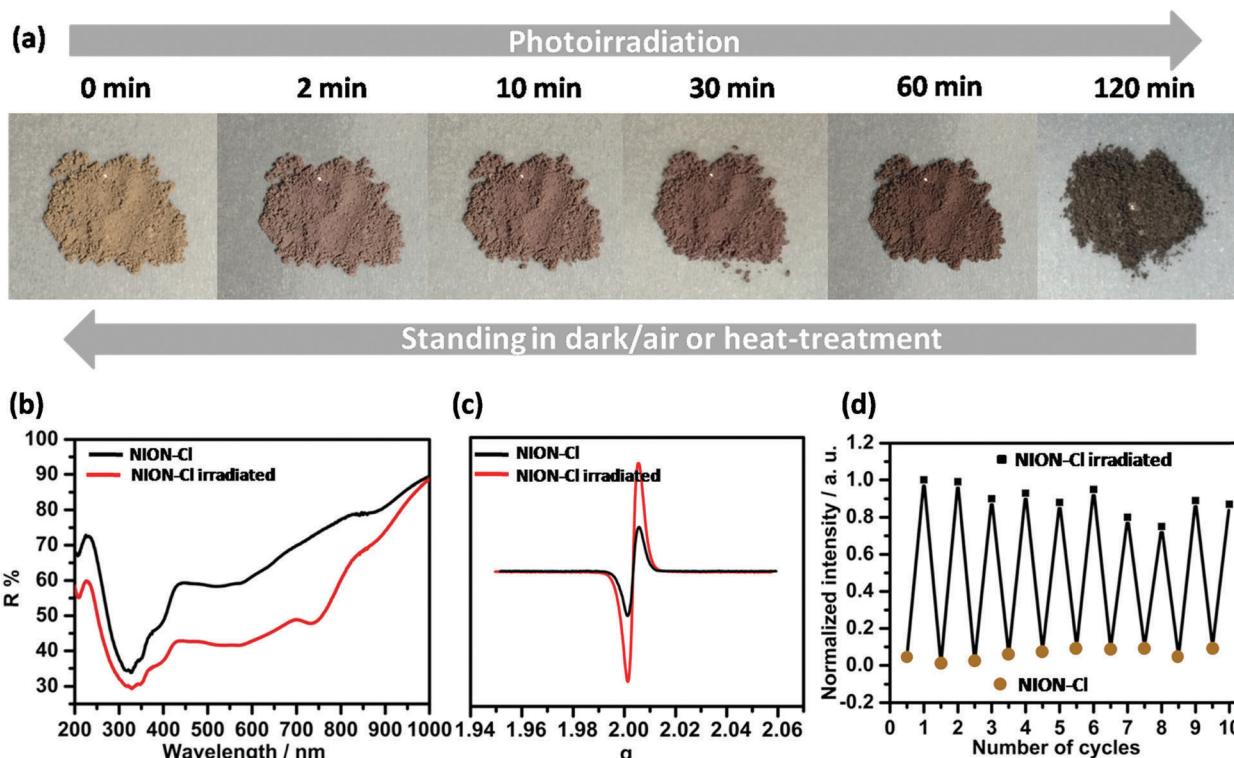 (a)
Photoirradiation
0 min 2 min 10 min 30 min 60 min 120 min
Standing in dark/air or heat-treatment
(b)
NION-Cl
NION-Cl irradiated
100
90
80
70
60
50
40
30
R %
200 300 400 500 600 700 800 900 1000
Wavelength / nm
(c)
NION-Cl
NION-Cl irradiated
1.94 1.96 1.98 2.00 2.02 2.04 2.06
g
(d)
NION-Cl irradiated
NION-Cl
1.2
1.0
0.8
0.6
0.4
0.2
0.0
-0.2
Normalized intensity / a. u.
0 1 2 3 4 5 6 7 8 9 10
Number of cycles